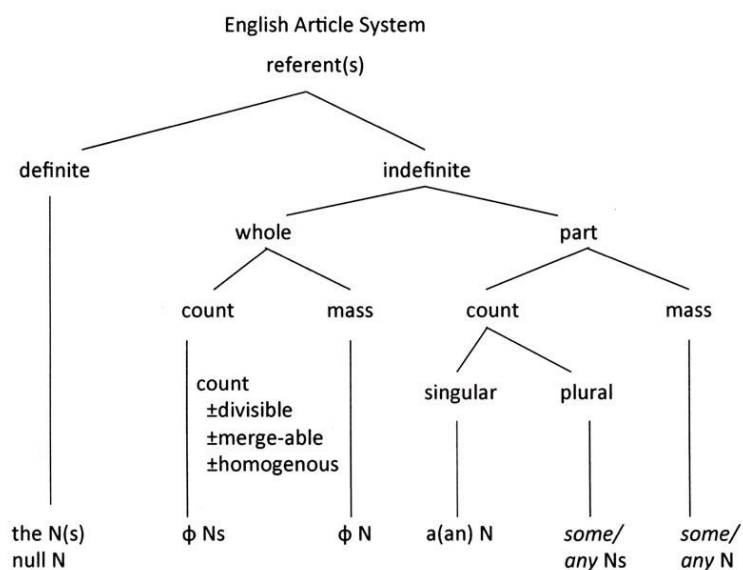 English Article System
referent(s)
definite
indefinite
whole
part
count
mass
count
mass
count
±divisible
±merge-able
±homogenous
singular
plural
the N(s)
null N
ϕ Ns
ϕ N
a(an) N
some/
any Ns
some/
any N